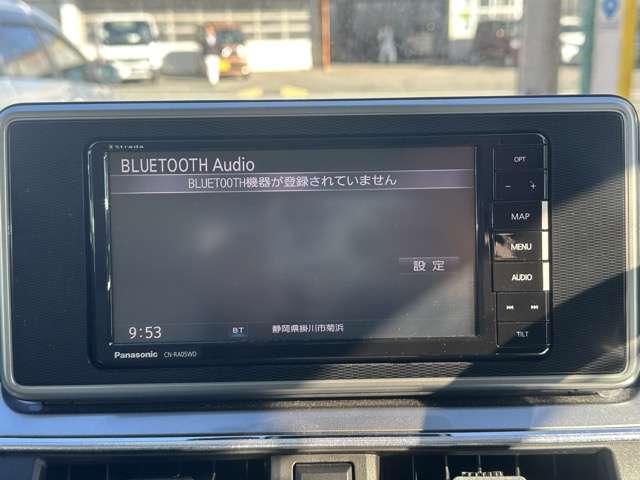 Strada
BLUETOOTH Audio
BLUETOOTH機器が登録されていません
設定
9:53
BT
静岡県掛川市菊浜
Panasonic CN-RA05WD
OPT
- +
MAP
MENU
AUDIO
TILT